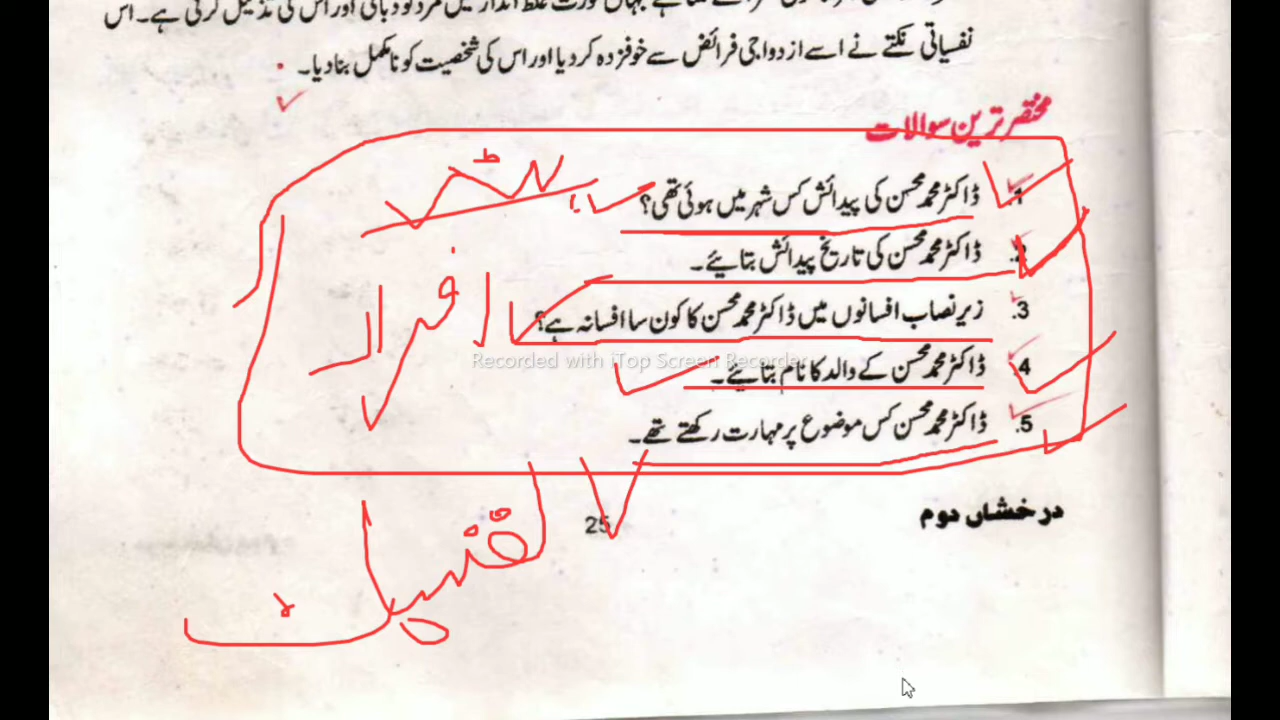 نفسیاتی نکتے نے اسے ازدواجی فرائض سے خوفزدہ کر دیا اور اس کی شخصیت کو نامکمل بنا دیا۔
مختصر ترین سوالات
1. ڈاکٹر محمد محسن کی پیدائش کس شہر میں ہوئی تھی؟
2. ڈاکٹر محمد محسن کی تاریخ پیدائش بتائیے۔
3. زیر نصاب افسانوں میں ڈاکٹر محمد محسن کا کون سا افسانہ ہے؟
Recorded with iTop Screen Recorder
4. ڈاکٹر محمد محسن کے والد کا نام بتائیے۔
5. ڈاکٹر محمد محسن کس موضوع پر مہارت رکھتے تھے۔
درخشاں دوم
25